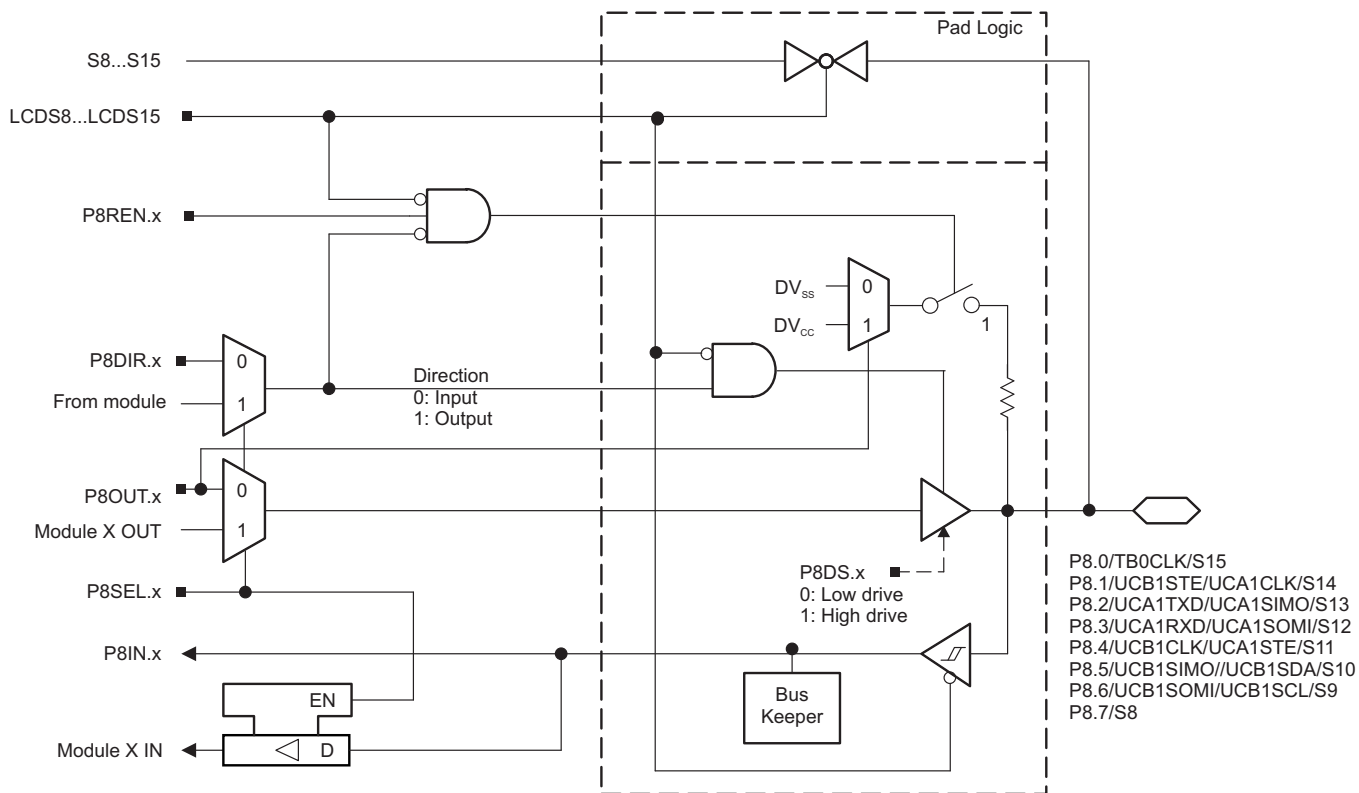 Pad Logic
S8...S15
LCDS8...LCDS15
P8REN.x
DVSS
0
DVCC
1
1
P8DIR.x
0
From module
1
Direction
0: Input
1: Output
P8OUT.x
0
Module X OUT
1
P8SEL.x
P8DS.x
0: Low drive
1: High drive
P8IN.x
Bus
Keeper
EN
D
Module X IN
P8.0/TB0CLK/S15
P8.1/UCB1STE/UCA1CLK/S14
P8.2/UCA1TXD/UCA1SIMO/S13
P8.3/UCA1RXD/UCA1SOMI/S12
P8.4/UCB1CLK/UCA1STE/S11
P8.5/UCB1SIMO//UCB1SDA/S10
P8.6/UCB1SOMI/UCB1SCL/S9
P8.7/S8